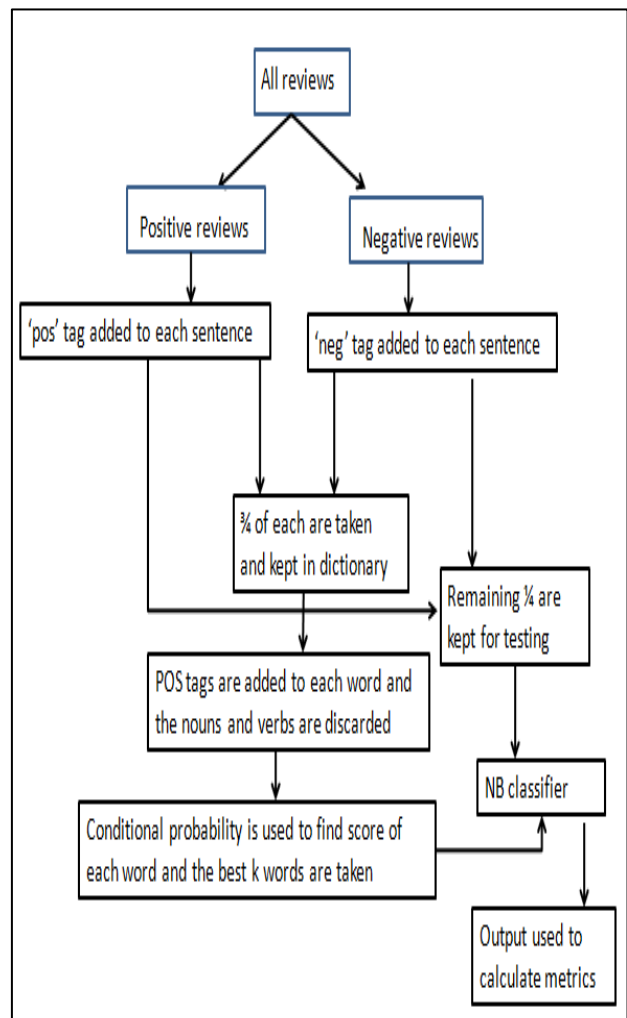 All reviews
Positive reviews
Negative reviews
‘pos’ tag added to each sentence
‘neg’ tag added to each sentence
¾ of each are taken
and kept in dictionary
Remaining ¼ are
kept for testing
POS tags are added to each word and
the nouns and verbs are discarded
NB classifier
Conditional probability is used to find score of
each word and the best k words are taken
Output used to
calculate metrics